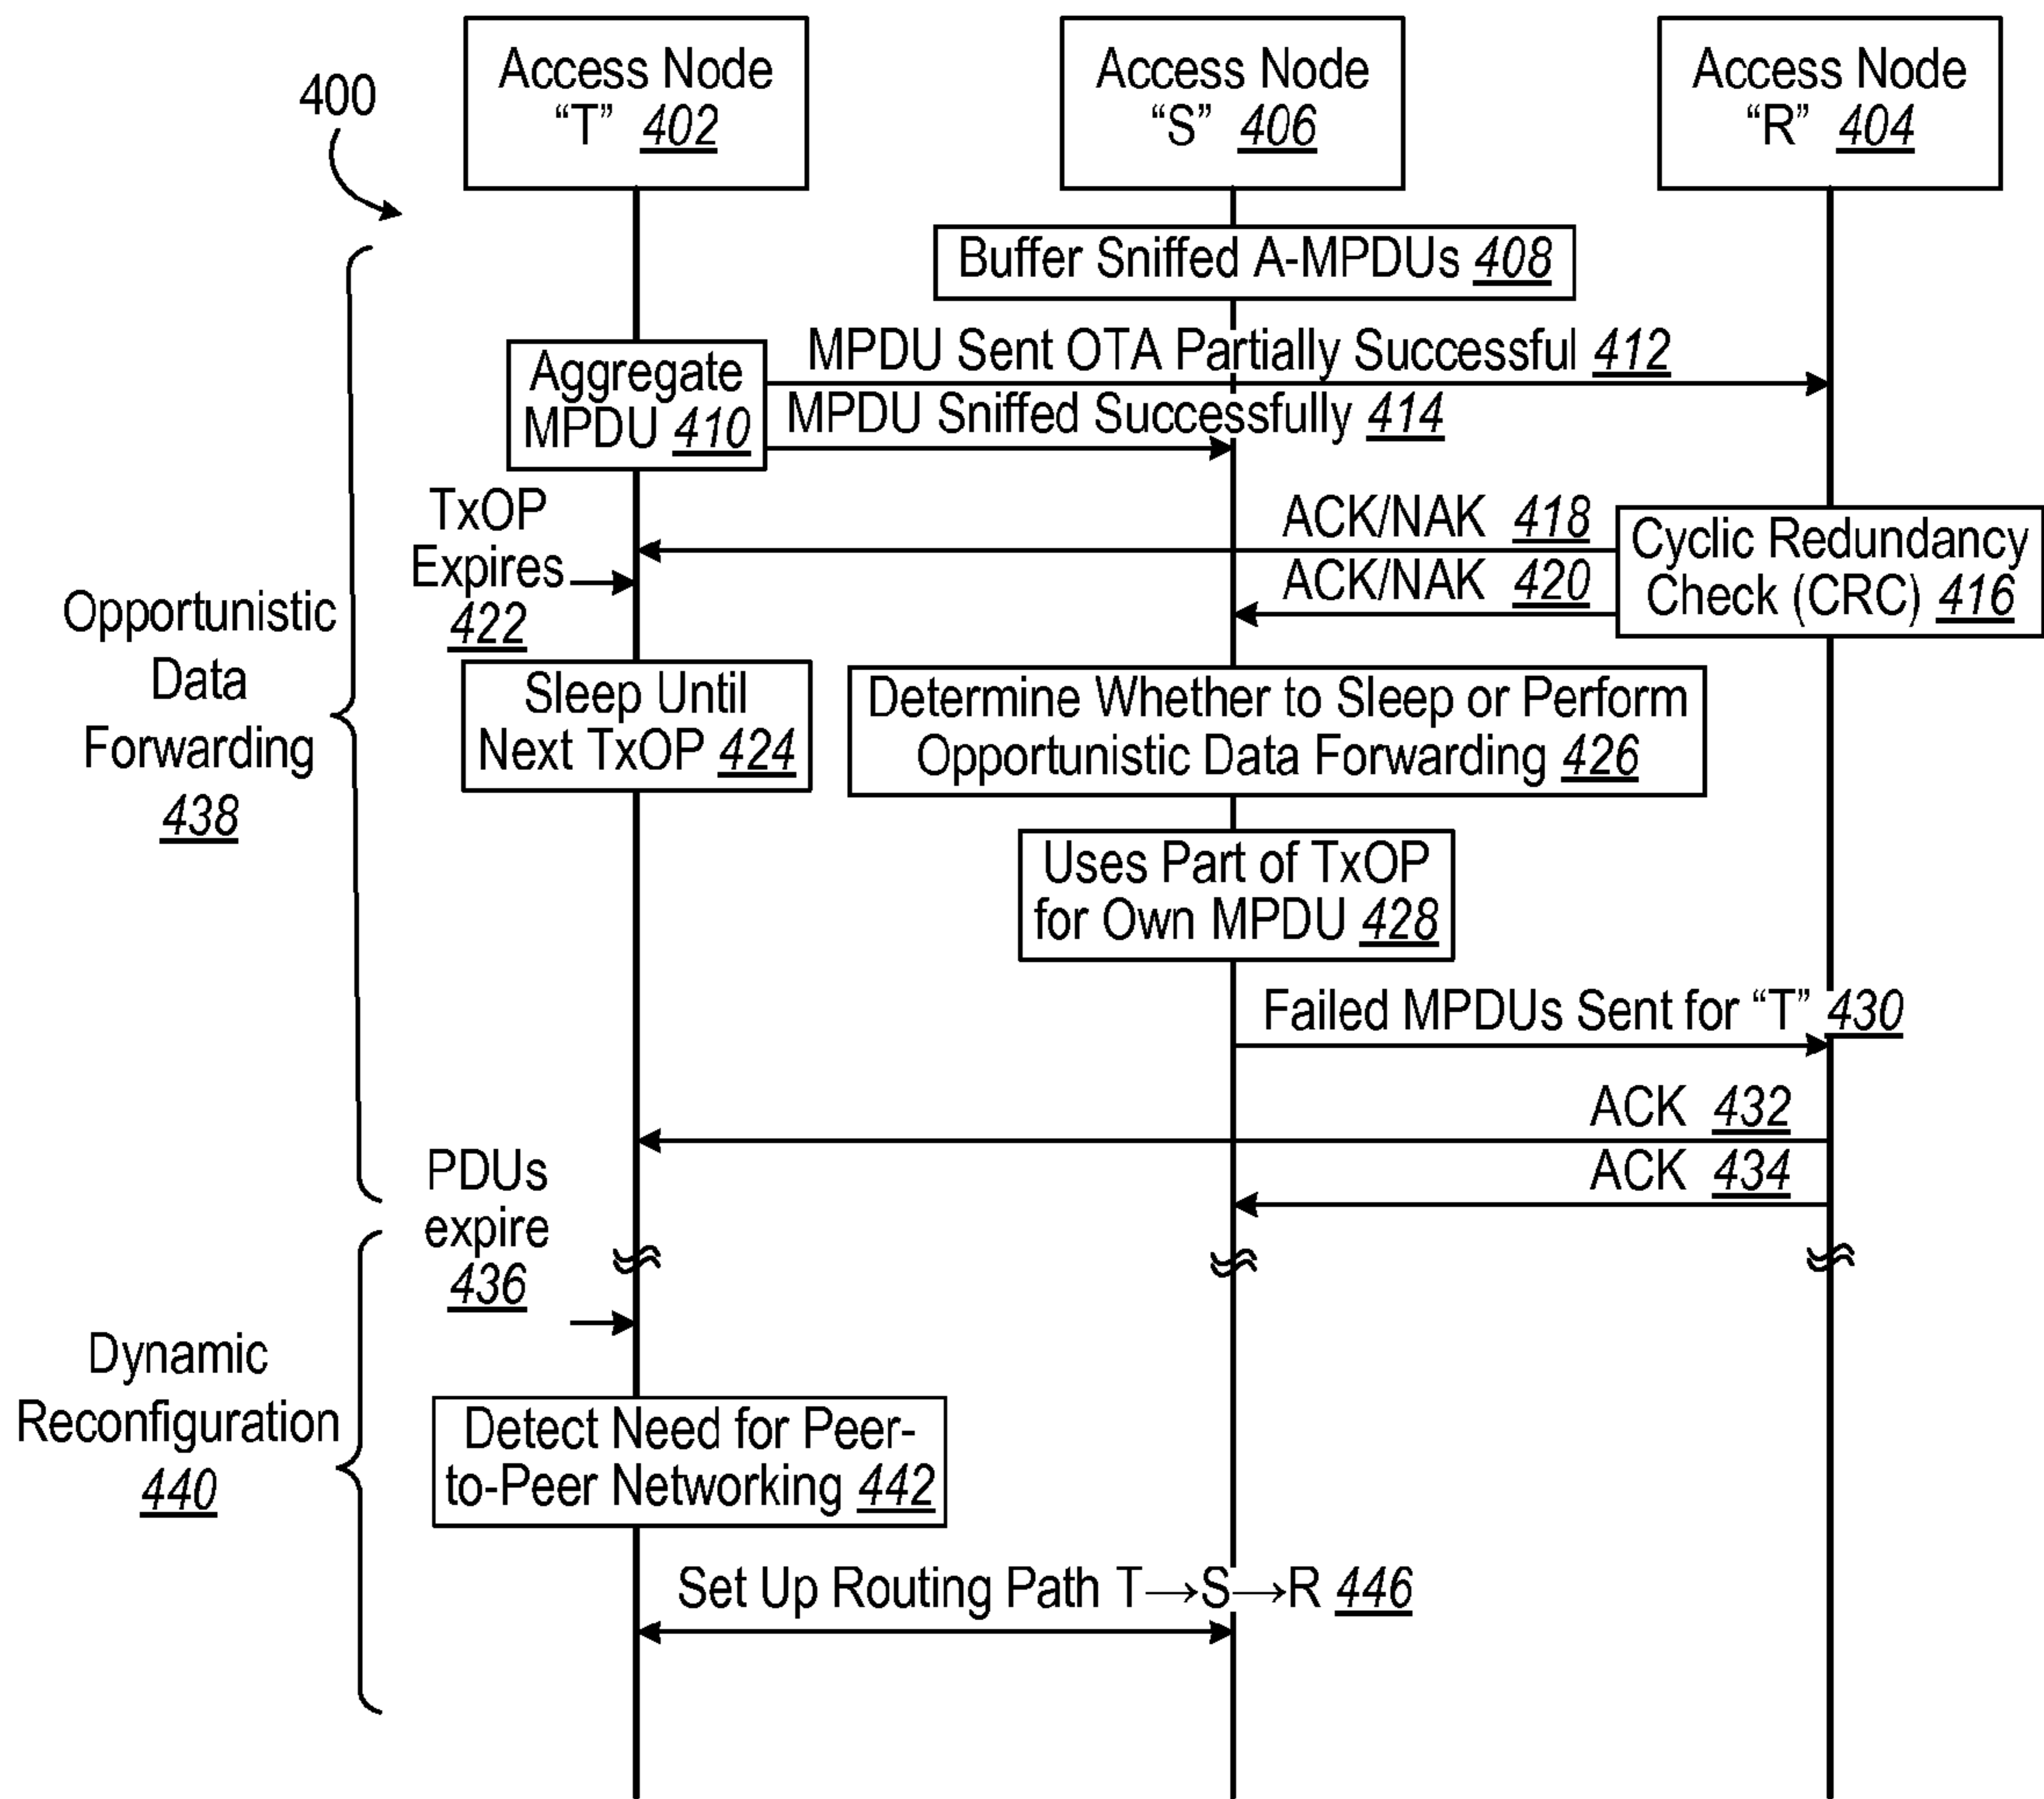 400
Access Node
“T” 402
Access Node
“S” 406
Access Node
“R” 404
Buffer Sniffed A-MPDUs 408
MPDU Sent OTA Partially Successful 412
Aggregate
MPDU 410
MPDU Sniffed Successfully 414
TxOP
Expires
422
ACK/NAK 418
ACK/NAK 420
Cyclic Redundancy
Check (CRC) 416
Opportunistic
Data
Forwarding
438
Sleep Until
Next TxOP 424
Determine Whether to Sleep or Perform
Opportunistic Data Forwarding 426
Uses Part of TxOP
for Own MPDU 428
Failed MPDUs Sent for “T” 430
ACK 432
ACK 434
PDUs
expire
436
Dynamic
Reconfiguration
440
Detect Need for Peer-
to-Peer Networking 442
Set Up Routing Path T→S→R 446